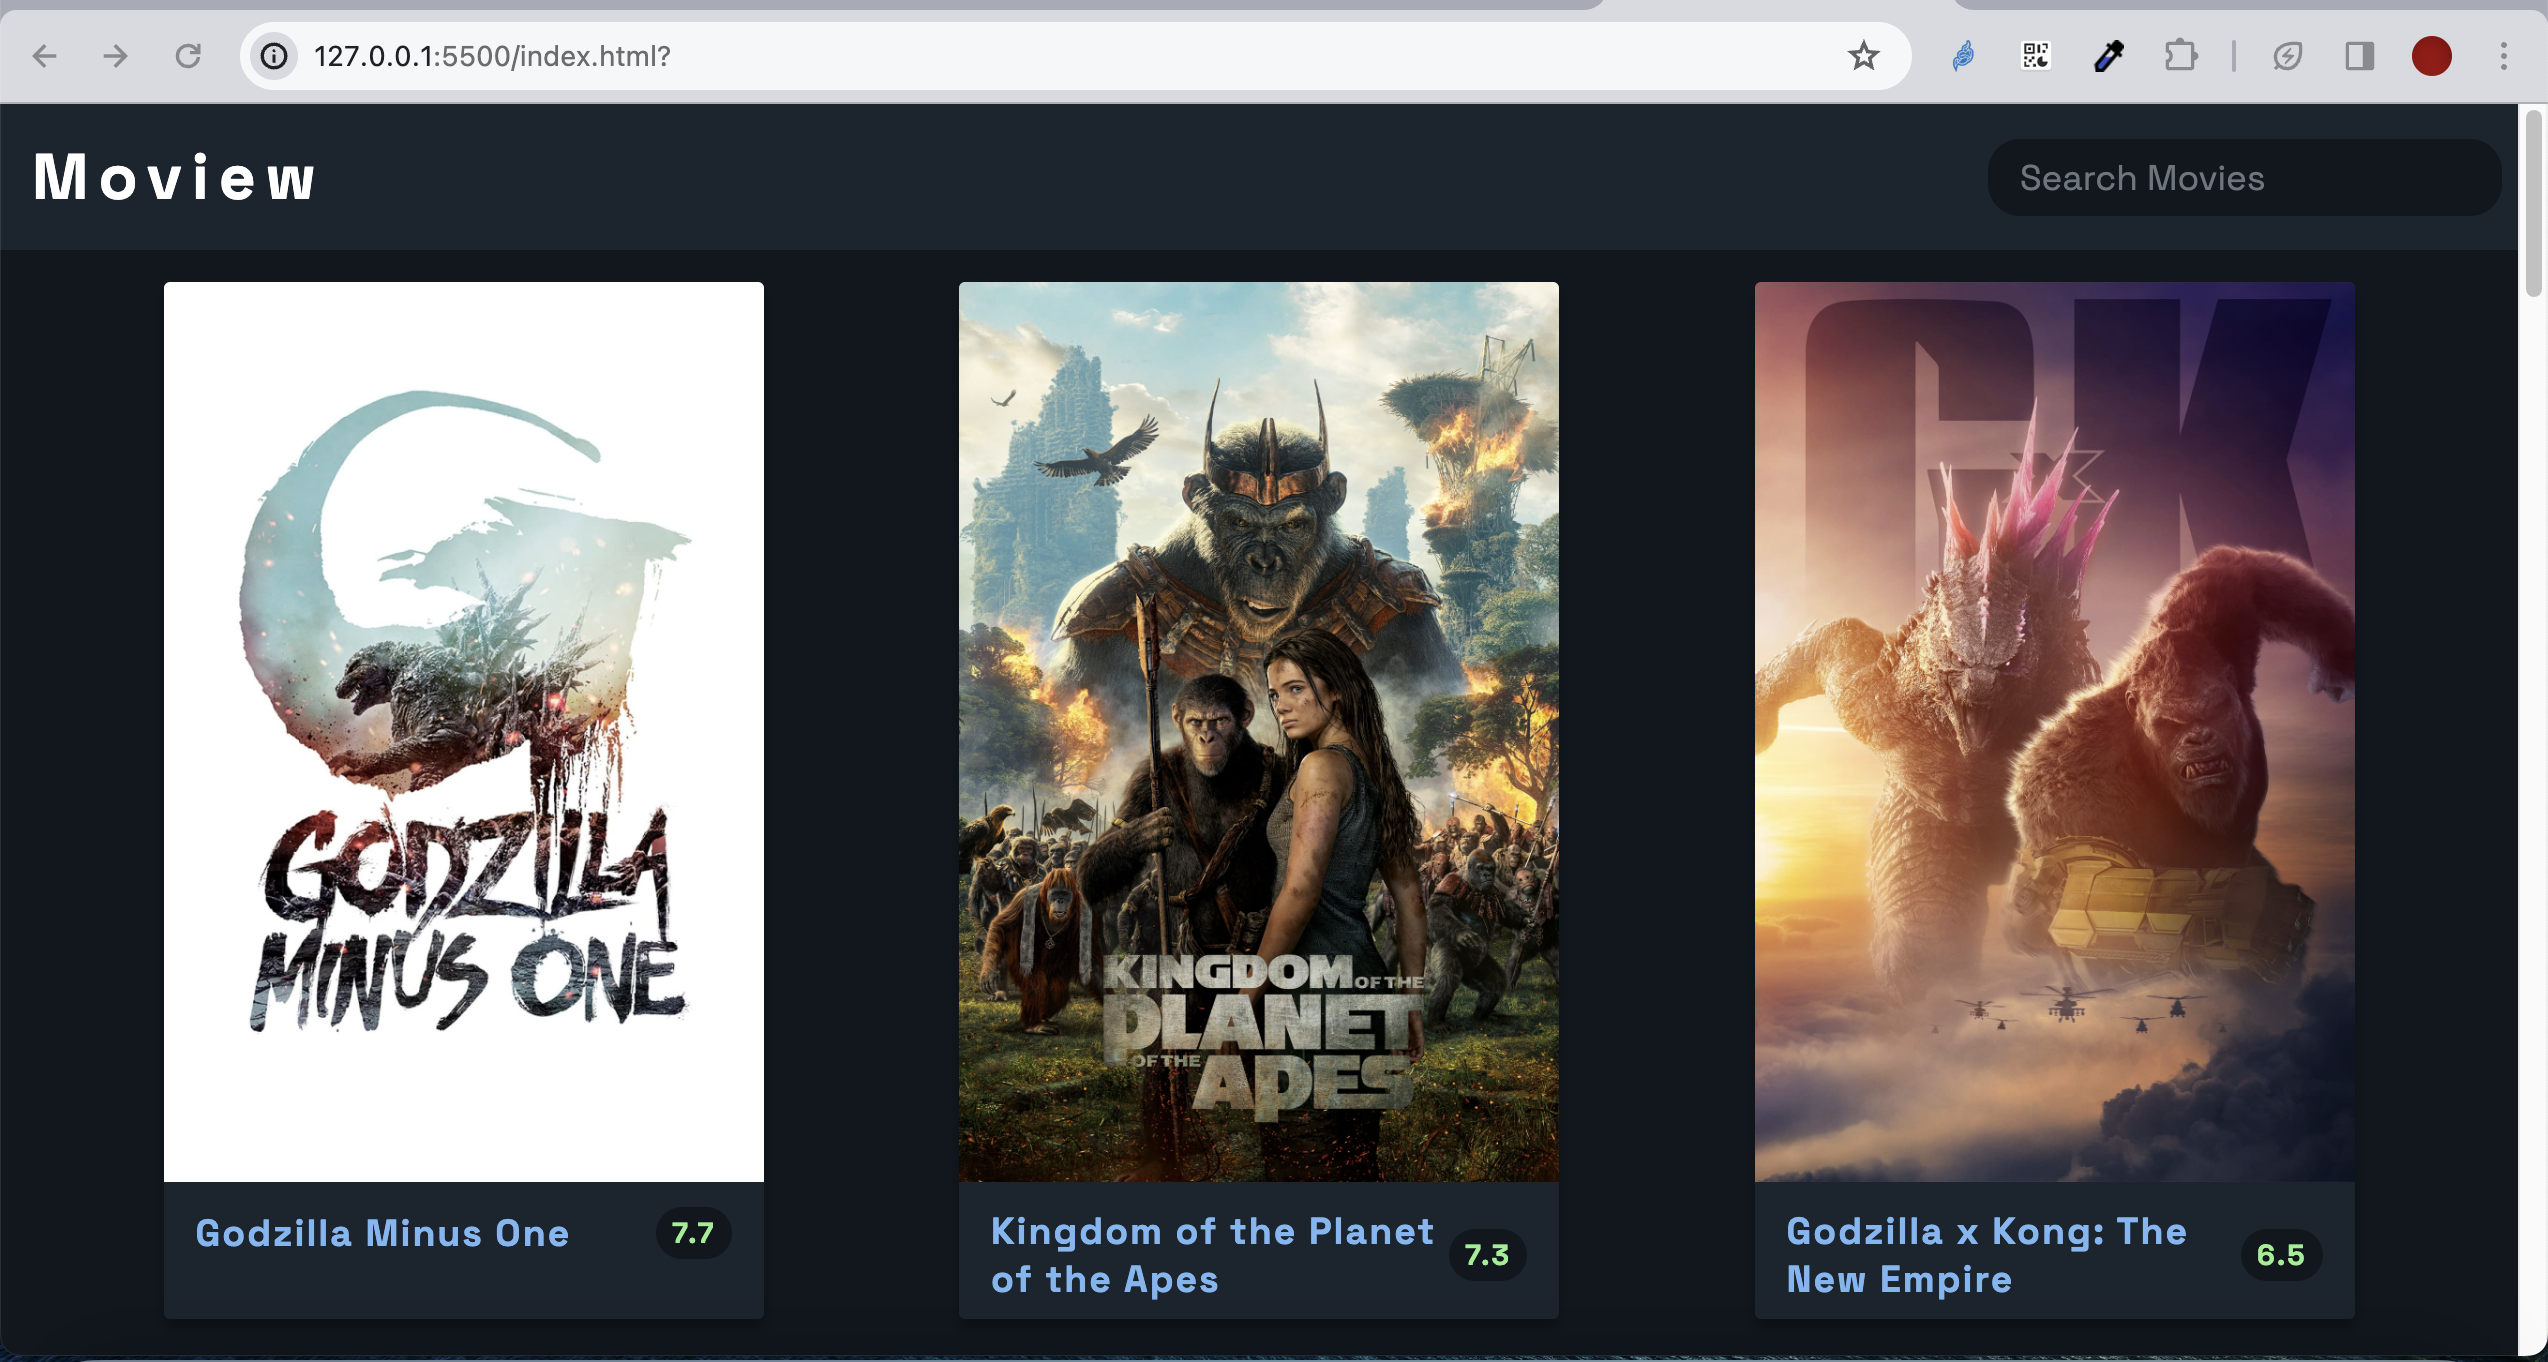 127.0.0.1:5500/index.html?
Moview
Search Movies
GODZILLA
MINUS ONE
KINGDOM OF THE
PLANET
OF THE APES
GK
Godzilla Minus One
7.7
Kingdom of the Planet
of the Apes
7.3
Godzilla x Kong: The
New Empire
6.5